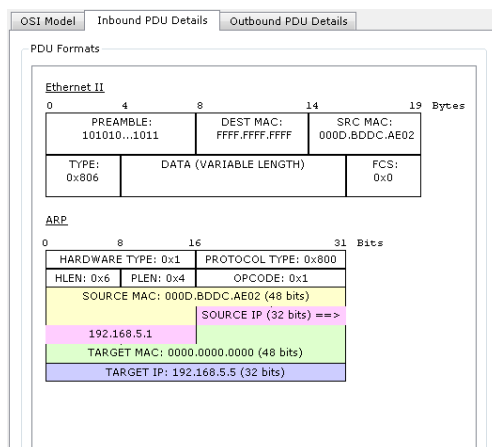 OSI Model Inbound PDU Details Outbound PDU Details
PDU Formats
Ethernet II
0 4 8 14 19 Bytes
PREAMBLE: DEST MAC: SRC MAC:
101010...1011 FFFF.FFFF.FFFF 000D.BDDC.AE02
TYPE: DATA (VARIABLE LENGTH) FCS:
0x806 0x0
ARP
0 8 16 31 Bits
HARDWARE TYPE: 0x1 PROTOCOL TYPE: 0x800
HLEN: 0x6 PLEN: 0x4 OPCODE: 0x1
SOURCE MAC: 000D.BDDC.AE02 (48 bits)
SOURCE IP (32 bits) ==>
192.168.5.1
TARGET MAC: 0000.0000.0000 (48 bits)
TARGET IP: 192.168.5.5 (32 bits)